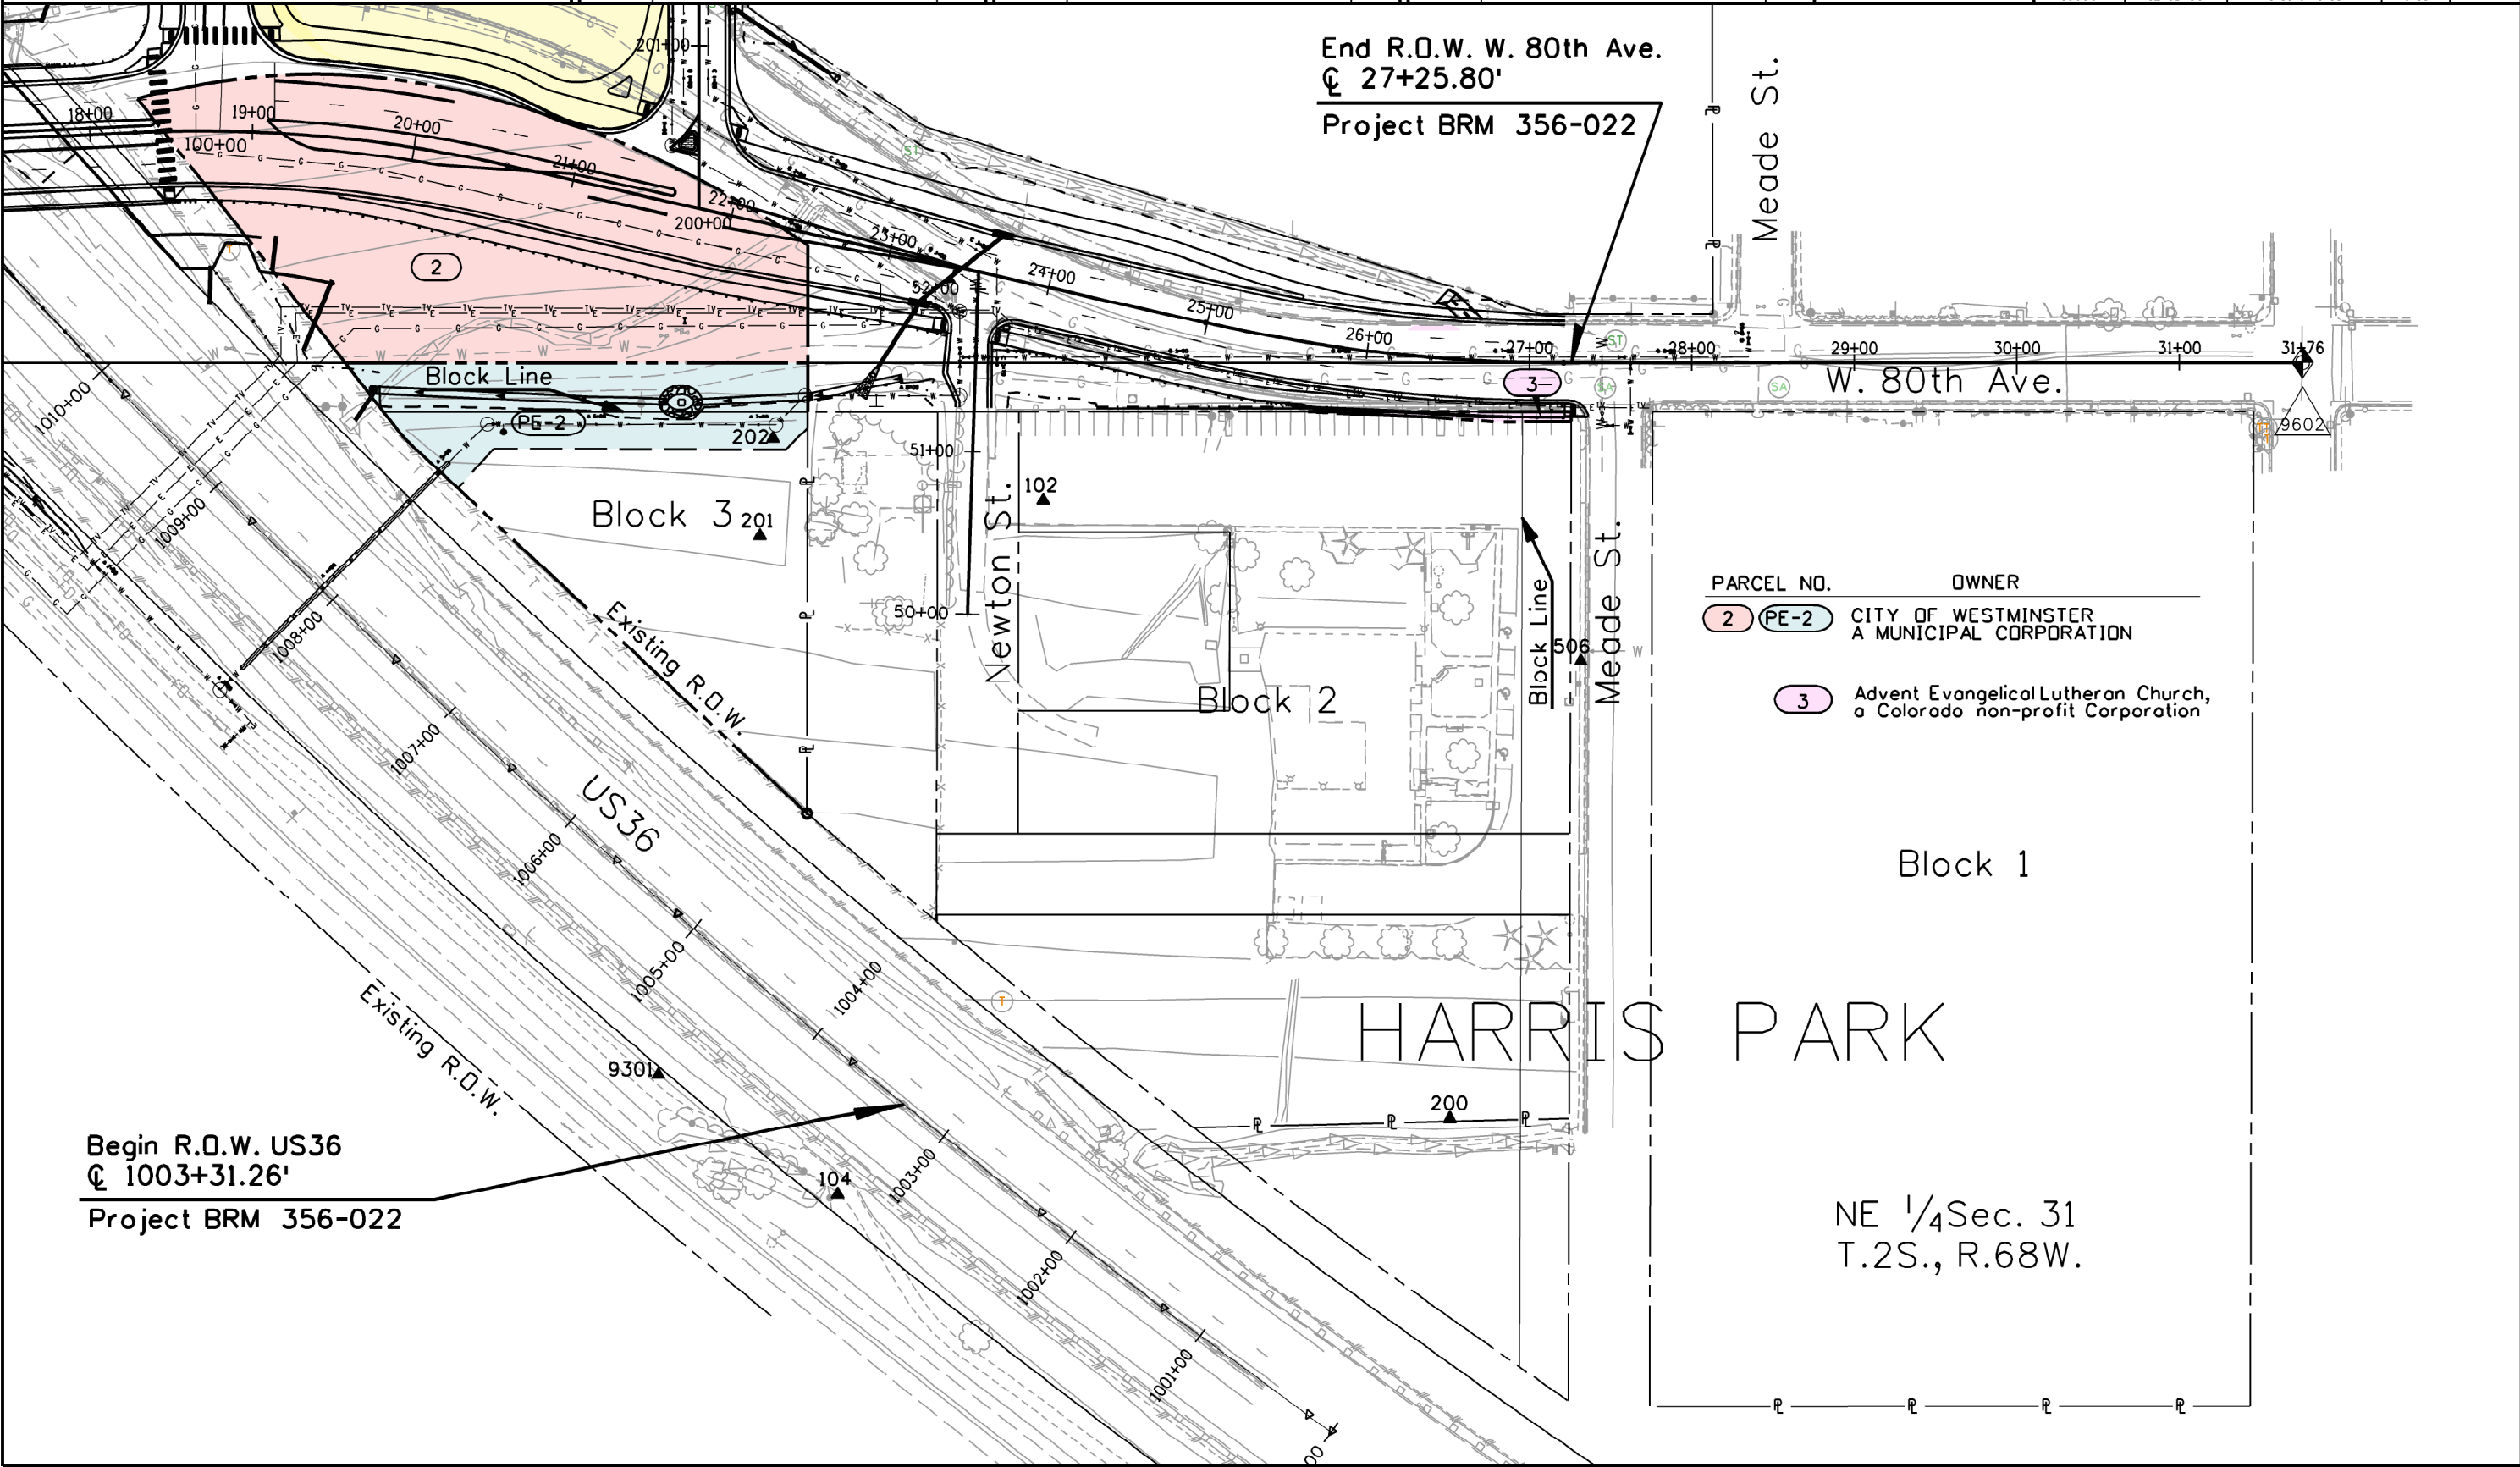 201+00
End R.O.W. W. 80th Ave.
℄ 27+25.80'
Project BRM 356-022
Meade St.
18+00
19+00
20+00
100+00
21+00
22+00
200+00
23+00
24+00
52+00
25+00
26+00
27+00
28+00
29+00
30+00
31+00
31+76
2
3
W. 80th Ave.
9602
Block Line
PE-2
202
51+00
1010+00
1009+00
1008+00
1007+00
1006+00
1005+00
1004+00
1003+00
1002+00
1001+00
Block 3
201
102
Newton St.
50+00
Existing R.O.W.
Block 2
Block Line
506
Meade St.
PARCEL NO. OWNER
2 PE-2 CITY OF WESTMINSTER
A MUNICIPAL CORPORATION
3 Advent Evangelical Lutheran Church,
a Colorado non-profit Corporation
US36
Block 1
HARRIS PARK
Existing R.O.W.
9301
200
104
Begin R.O.W. US36
℄ 1003+31.26'
Project BRM 356-022
NE 1/4 Sec. 31
T.2S., R.68W.